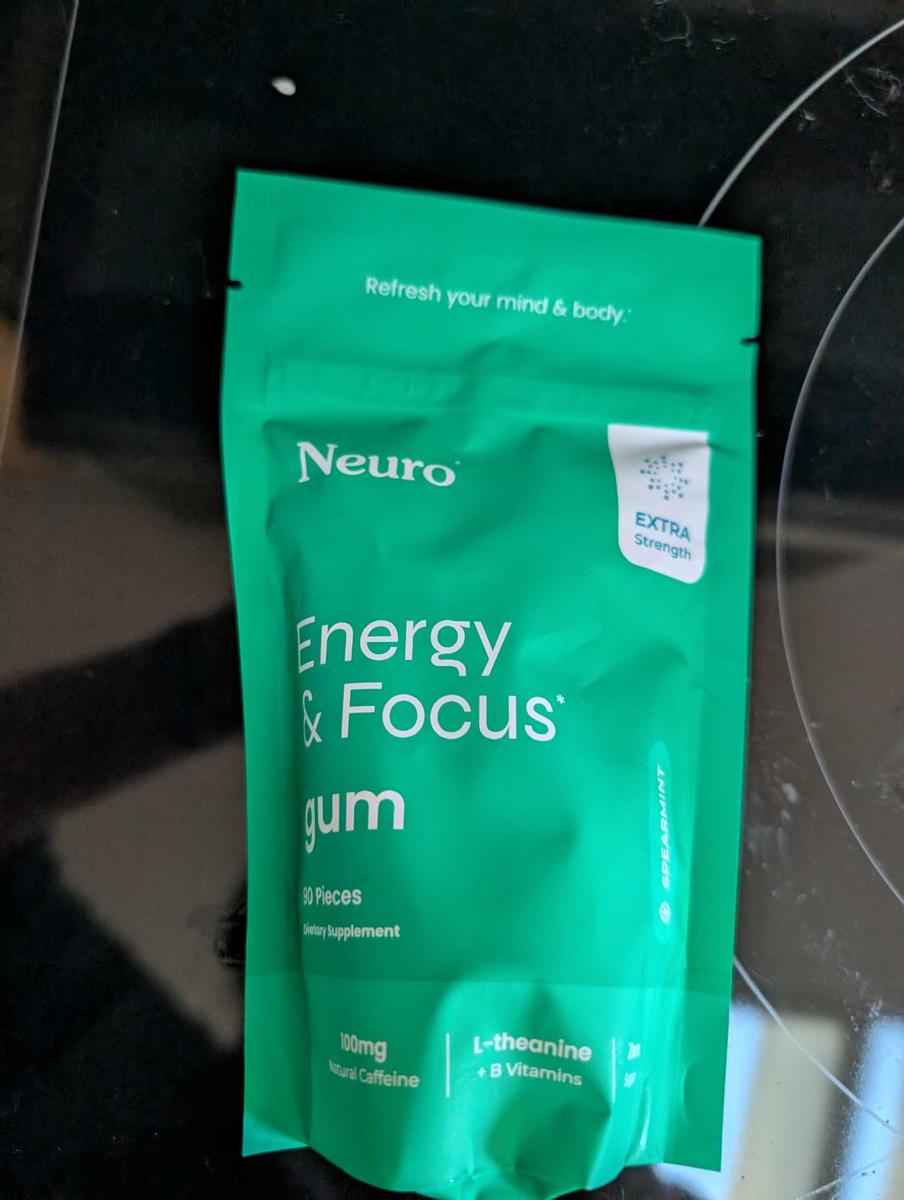 Refresh your mind & body.*
Neuro
EXTRA
Strength
Energy
& Focus*
gum
SPEARMINT
90 Pieces
Dietary Supplement
100mg
Natural Caffeine
L-theanine
+ B Vitamins